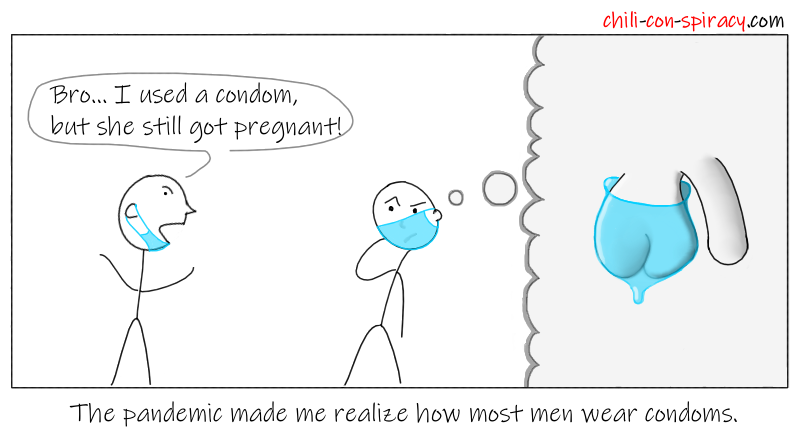 chili-con-spiracy.com
Bro... I used a condom,
but she still got pregnant!
The pandemic made me realize how most men wear condoms.